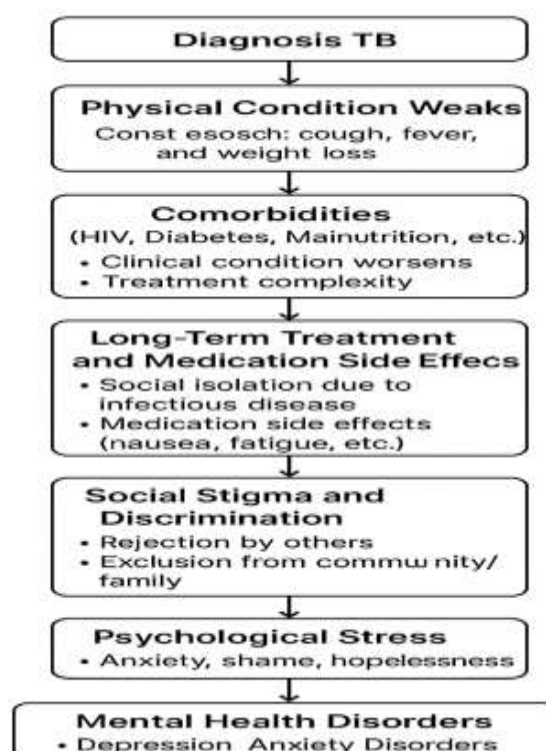 Diagnosis TB
Physical Condition Weaks
Const esosch: cough, fever,
and weight loss
Comorbidities
(HIV, Diabetes, Mainutrition, etc.)
• Clinical condition worsens
• Treatment complexity
Long-Term Treatment
and Medication Side Effecs
• Social isolation due to
infectious disease
• Medication side effects
(nausea, fatigue, etc.)
Social Stigma and
Discrimination
• Rejection by others
• Exclusion from community/
family
Psychological Stress
• Anxiety, shame, hopelessness
Mental Health Disorders
• Depression Anxiety Disorders